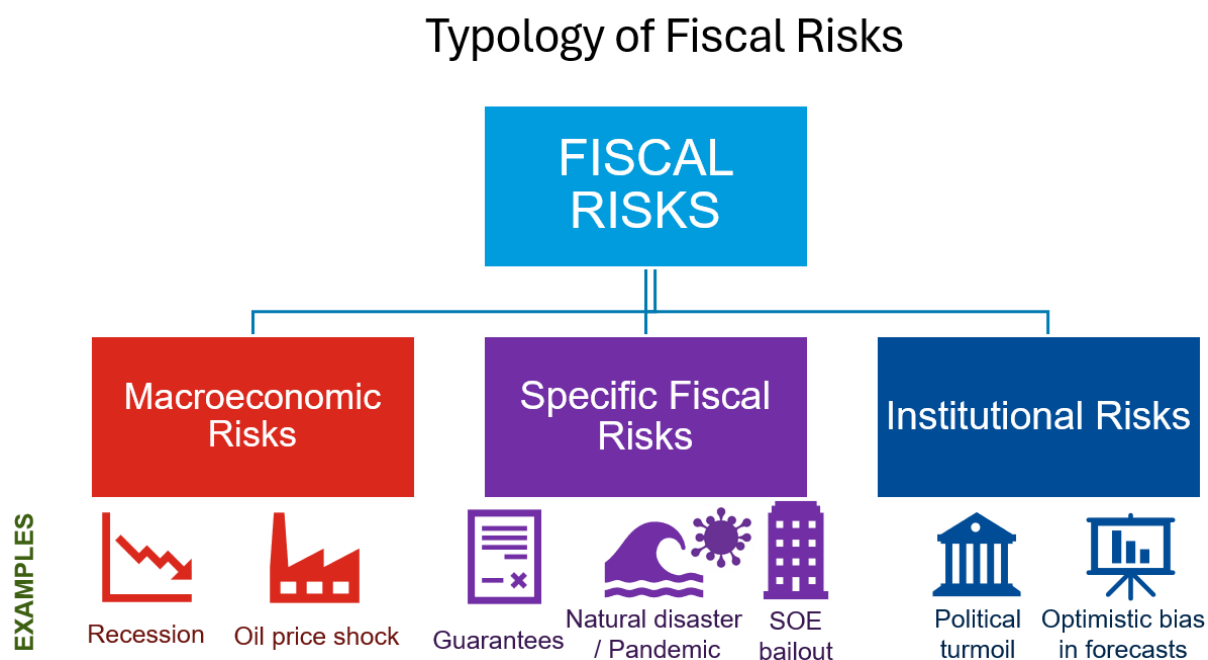 Typology of Fiscal Risks
FISCAL
RISKS
Macroeconomic
Risks
Specific Fiscal
Risks
Institutional Risks
EXAMPLES
Recession
Oil price shock
Guarantees
Natural disaster
/ Pandemic
SOE
bailout
Political
turmoil
Optimistic bias
in forecasts